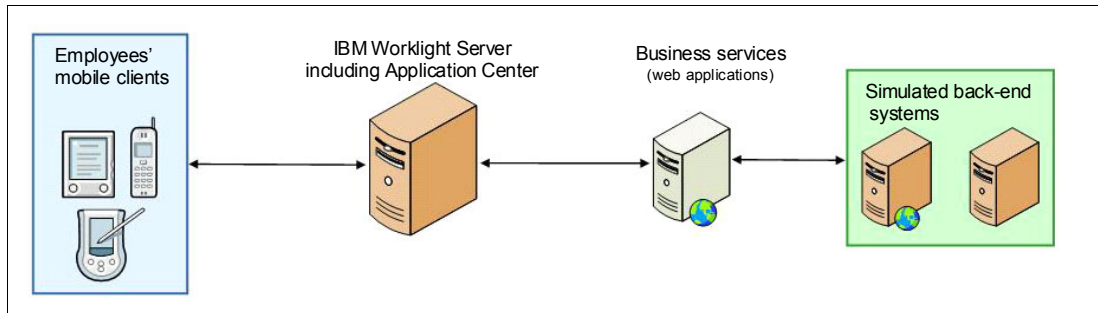 Employees'
mobile clients
IBM Worklight Server
including Application Center
Business services
(web applications)
Simulated back-end
systems